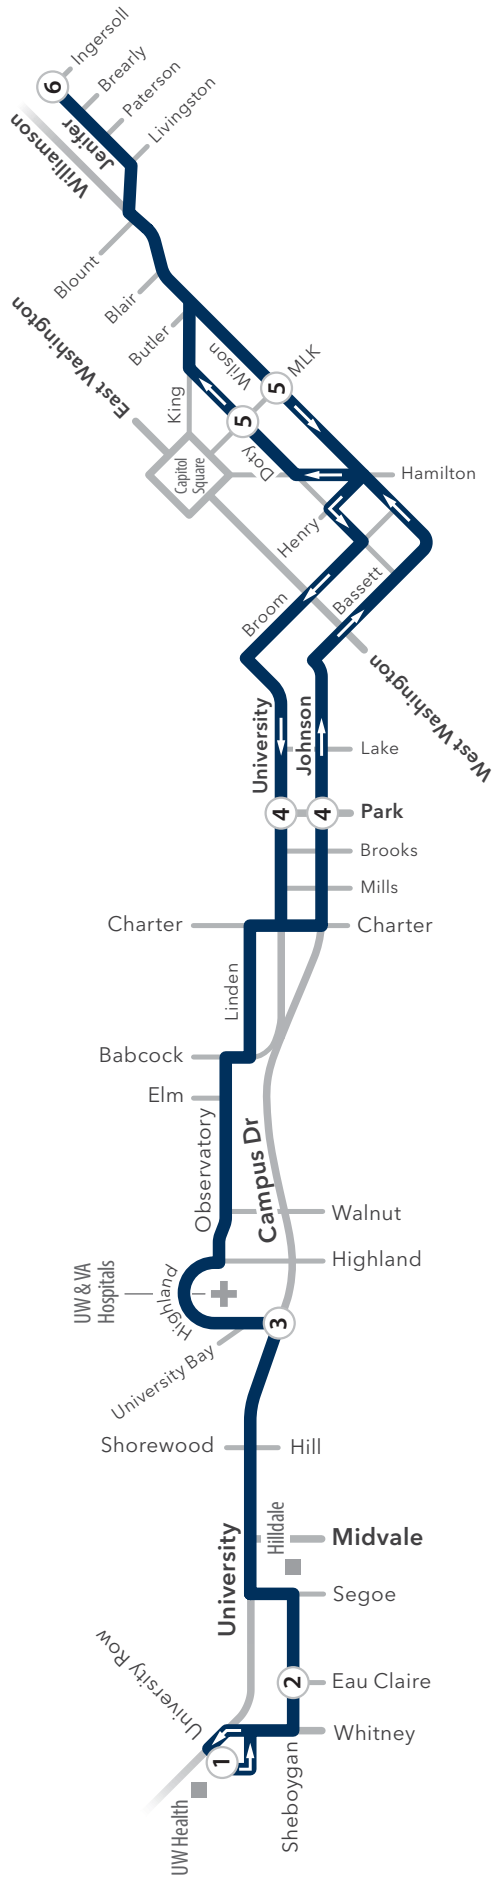 6
Ingersoll
Brearly
Paterson
Livingston
Jenifer
Williamson
Blount
Blair
Butler
East Washington
Wilson
King
5
MLK
5
Capitol
Square
Doty
Hamilton
Henry
Broom
Bassett
West Washington
University
Johnson
Lake
4
4
Park
Brooks
Mills
Charter
Charter
Linden
Babcock
Elm
Observatory
Campus Dr
Walnut
Highland
UW & VA
Hospitals
Highland
3
University Bay
Shorewood
Hill
Hilldale
Midvale
University
Segoe
University Row
2
Eau Claire
Whitney
1
Sheboygan
UW Health